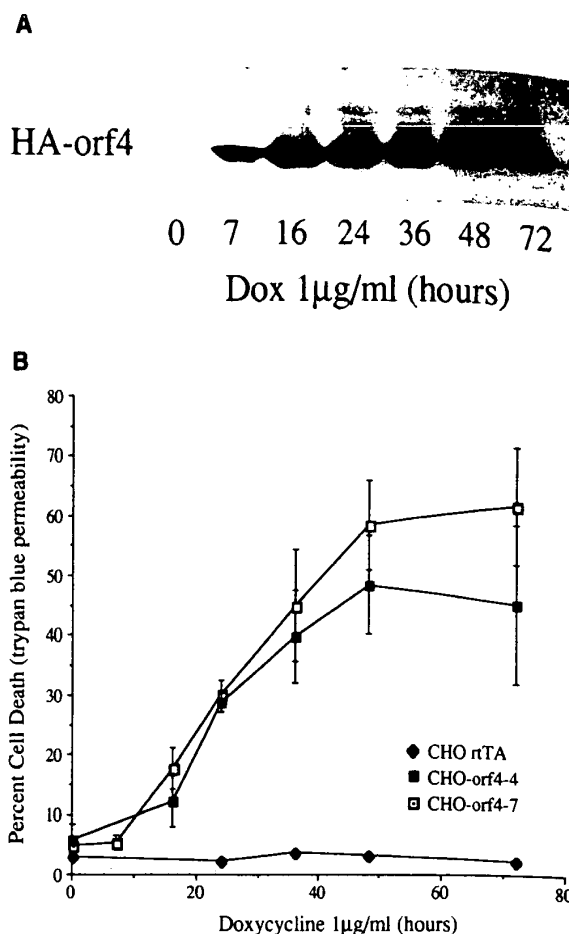 A
HA-orf4
0 7 16 24 36 48 72
Dox 1µg/ml (hours)
B
80
70
60
50
40
30
20
10
0
Percent Cell Death (trypan blue permeability)
CHO rtTA
CHO-orf4-4
CHO-orf4-7
0 20 40 60 80
Doxycycline 1µg/ml (hours)